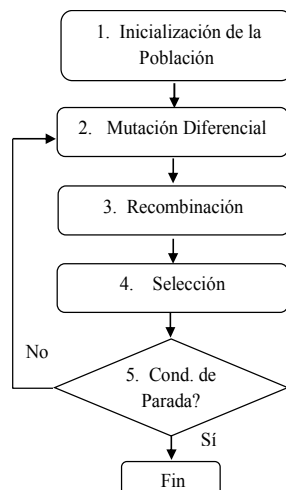 1. Inicialización de la
Población
2. Mutación Diferencial
3. Recombinación
4. Selección
No
5. Cond. de
Parada?
Sí
Fin